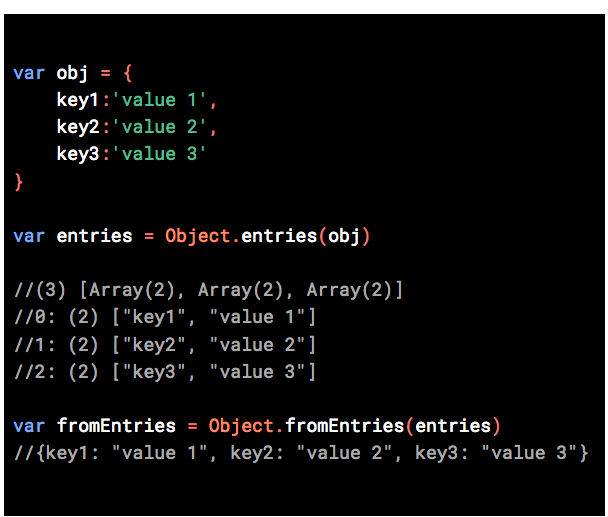 var obj = {
    key1:'value 1',
    key2:'value 2',
    key3:'value 3'
}
var entries = Object.entries(obj)
//(3) [Array(2), Array(2), Array(2)]
//0: (2) ["key1", "value 1"]
//1: (2) ["key2", "value 2"]
//2: (2) ["key3", "value 3"]
var fromEntries = Object.fromEntries(entries)
//{key1: "value 1", key2: "value 2", key3: "value 3"}